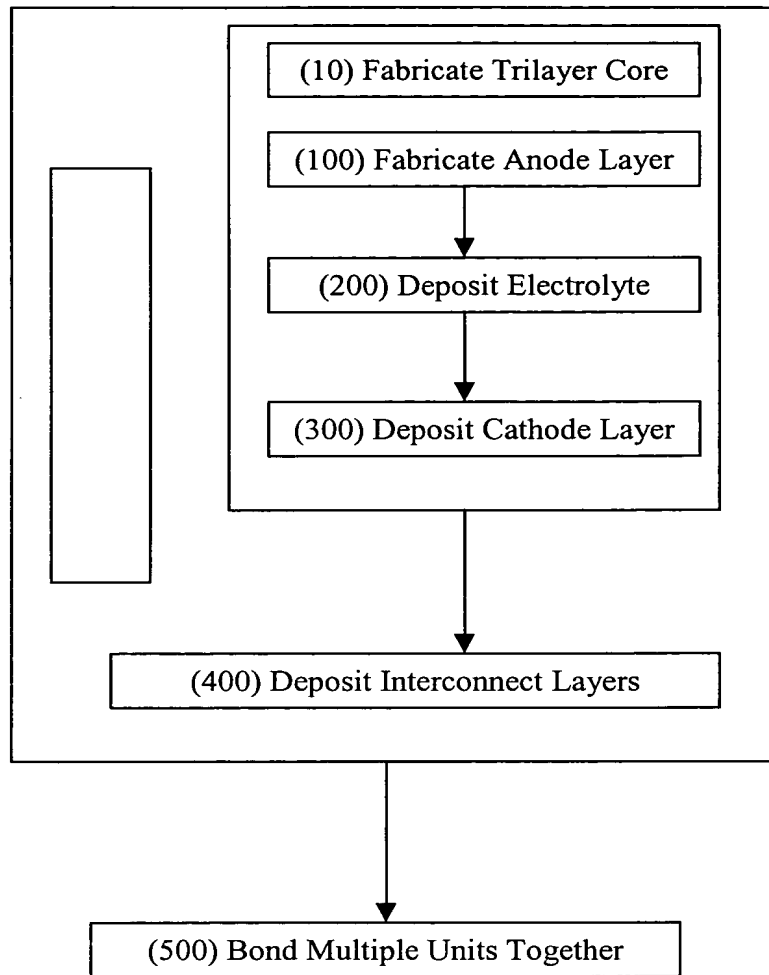 (10) Fabricate Trilayer Core
(100) Fabricate Anode Layer
(200) Deposit Electrolyte
(300) Deposit Cathode Layer
(400) Deposit Interconnect Layers
(500) Bond Multiple Units Together